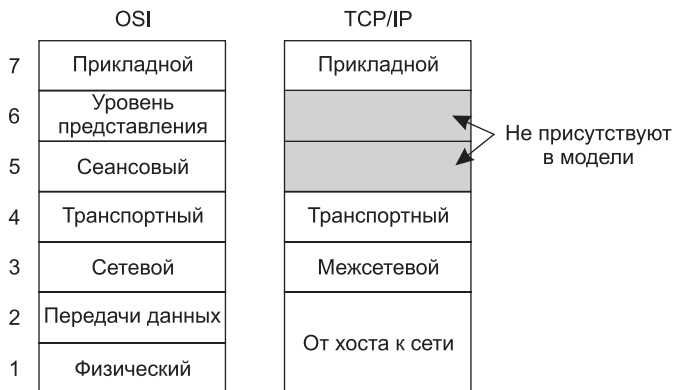 OSI TCP/IP
7 Прикладной Прикладной
6 Уровень
представления
Не присутствуют
в модели
5 Сеансовый
4 Транспортный Транспортный
3 Сетевой Межсетевой
2 Передачи данных
От хоста к сети
1 Физический